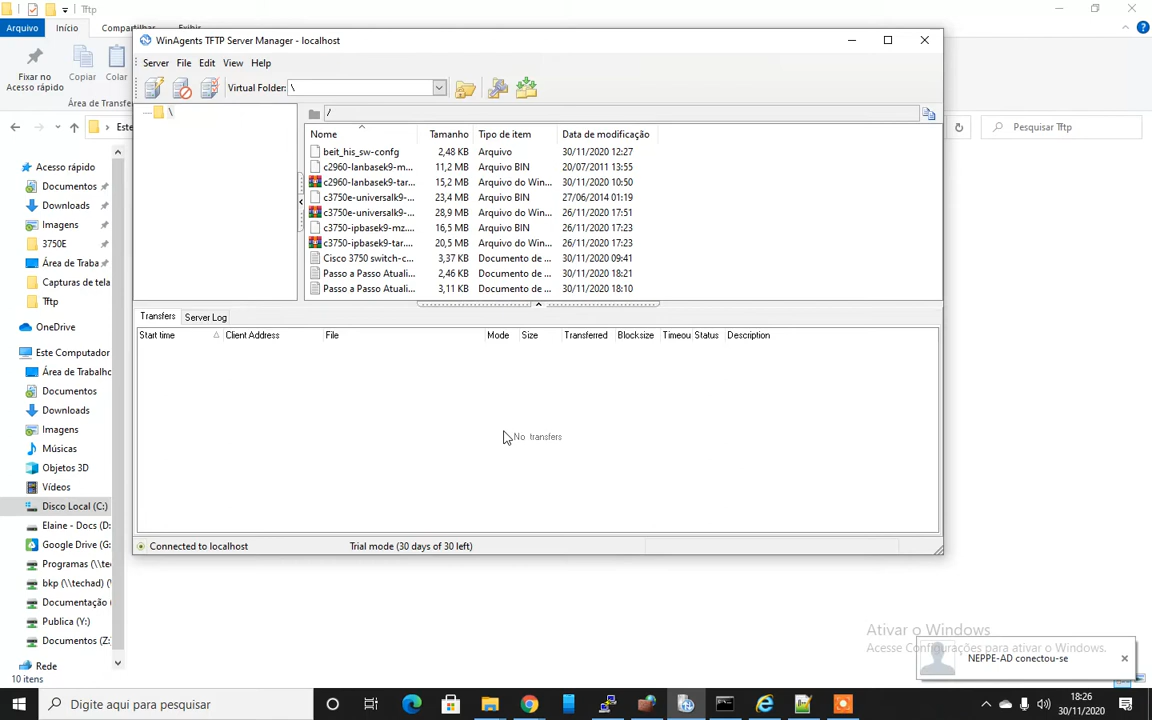 Tftp
Arquivo
Início
Compartilhar
Exibir
Fixar no
Acesso rápido
Copiar
Colar
Área de Transfe
Este
Pesquisar Tftp
WinAgents TFTP Server Manager - localhost
Server File Edit View Help
Virtual Folder: \
\
/
Nome Tamanho Tipo de item Data de modificação
beit_his_sw-confg 2,48 KB Arquivo 30/11/2020 12:27
c2960-lanbasek9-m... 11,2 MB Arquivo BIN 20/07/2011 13:55
c2960-lanbasek9-tar... 15,2 MB Arquivo do Win... 30/11/2020 10:50
c3750e-universalk9-... 23,4 MB Arquivo BIN 27/06/2014 01:19
c3750e-universalk9-... 28,9 MB Arquivo do Win... 26/11/2020 17:51
c3750-ipbasek9-mz.... 16,5 MB Arquivo BIN 26/11/2020 17:23
c3750-ipbasek9-tar.... 20,5 MB Arquivo do Win... 26/11/2020 17:23
Cisco 3750 switch-c... 3,37 KB Documento de ... 30/11/2020 09:41
Passo a Passo Atuali... 2,46 KB Documento de ... 30/11/2020 18:21
Passo a Passo Atuali... 3,11 KB Documento de ... 30/11/2020 18:10
Transfers Server Log
Start time Client Address File Mode Size Transferred Blocksize Timeou Status Description
No transfers
Connected to localhost Trial mode (30 days of 30 left)
Acesso rápido
Documentos
Downloads
Imagens
3750E
Área de Traba
Capturas de tela
Tftp
OneDrive
Este Computador
Área de Trabalho
Documentos
Downloads
Imagens
Músicas
Objetos 3D
Vídeos
Disco Local (C:)
Elaine - Docs (D:
Google Drive (G:
Programas (\\tec
bkp (\\techad) (
Documentação
Publica (Y:)
Documentos (Z:
Rede
10 itens
Ativar o Windows
Acesse Configurações para ativar o Windows.
NEPPE-AD conectou-se
Digite aqui para pesquisar
18:26
30/11/2020